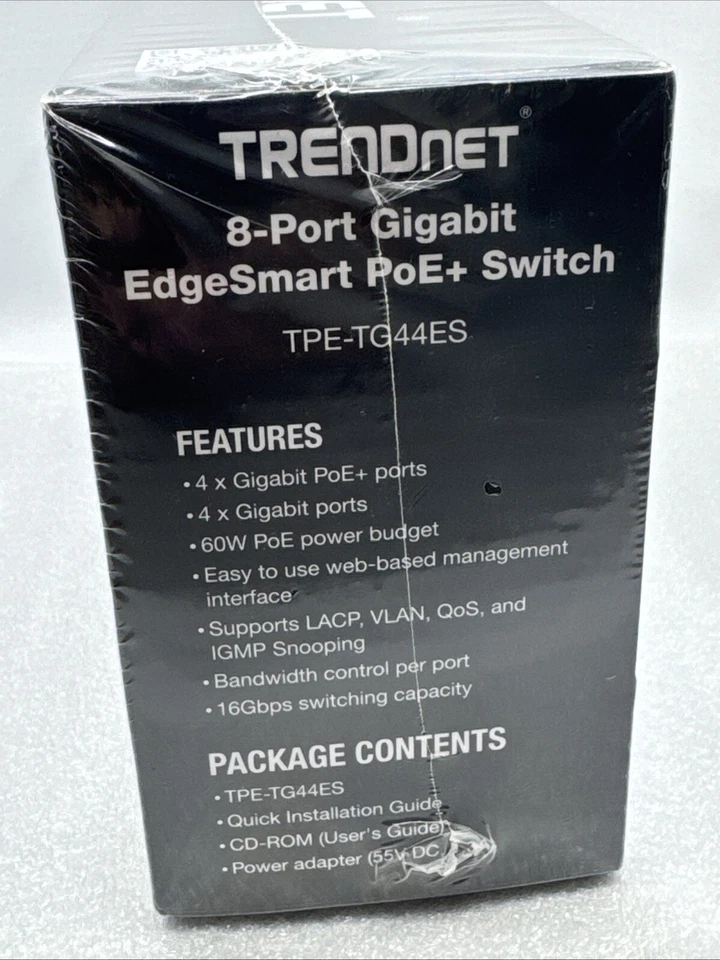 TRENDnET®
8-Port Gigabit
EdgeSmart PoE+ Switch
TPE-TG44ES
FEATURES
• 4 x Gigabit PoE+ ports
• 4 x Gigabit ports
• 60W PoE power budget
• Easy to use web-based management
interface
• Supports LACP, VLAN, QoS, and
IGMP Snooping
• Bandwidth control per port
• 16Gbps switching capacity
PACKAGE CONTENTS
• TPE-TG44ES
• Quick Installation Guide
• CD-ROM (User's Guide)
• Power adapter (55V DC